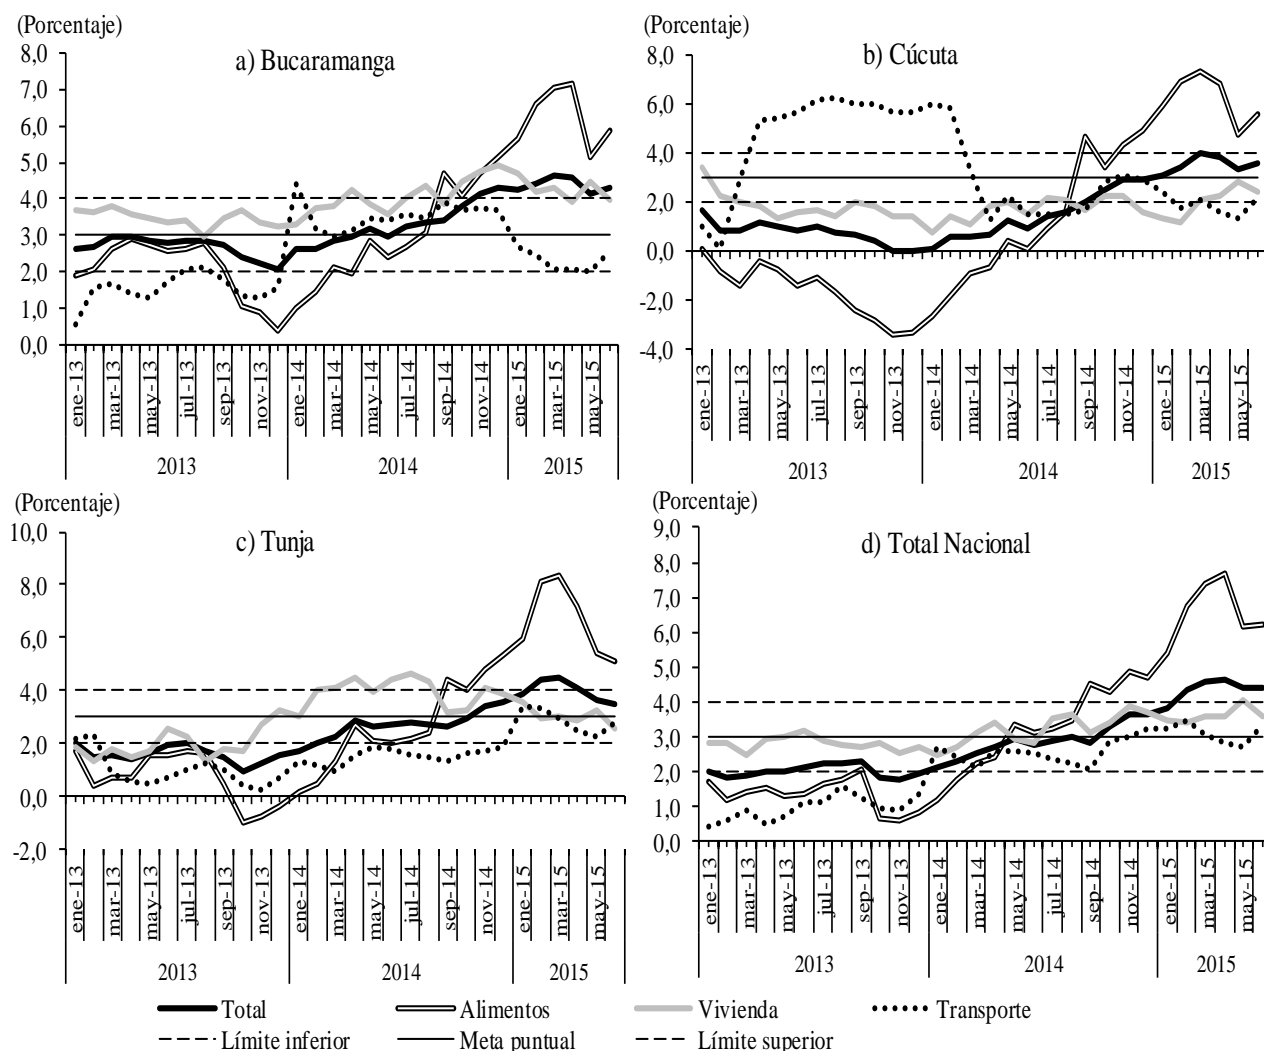 (Porcentaje)
a) Bucaramanga
8,0
7,0
6,0
5,0
4,0
3,0
2,0
1,0
0,0
ene-13
mar-13
may-13
jul-13
sep-13
nov-13
ene-14
mar-14
may-14
jul-14
sep-14
nov-14
ene-15
mar-15
may-15
2013 2014 2015
(Porcentaje)
b) Cúcuta
8,0
6,0
4,0
2,0
0,0
-2,0
-4,0
ene-13
mar-13
may-13
jul-13
sep-13
nov-13
ene-14
mar-14
may-14
jul-14
sep-14
nov-14
ene-15
mar-15
may-15
2013 2014 2015
(Porcentaje)
c) Tunja
10,0
8,0
6,0
4,0
2,0
0,0
-2,0
ene-13
mar-13
may-13
jul-13
sep-13
nov-13
ene-14
mar-14
may-14
jul-14
sep-14
nov-14
ene-15
mar-15
may-15
2013 2014 2015
(Porcentaje)
d) Total Nacional
9,0
8,0
7,0
6,0
5,0
4,0
3,0
2,0
1,0
0,0
ene-13
mar-13
may-13
jul-13
sep-13
nov-13
ene-14
mar-14
may-14
jul-14
sep-14
nov-14
ene-15
mar-15
may-15
2013 2014 2015
Total Alimentos Vivienda Transporte
Límite inferior Meta puntual Límite superior